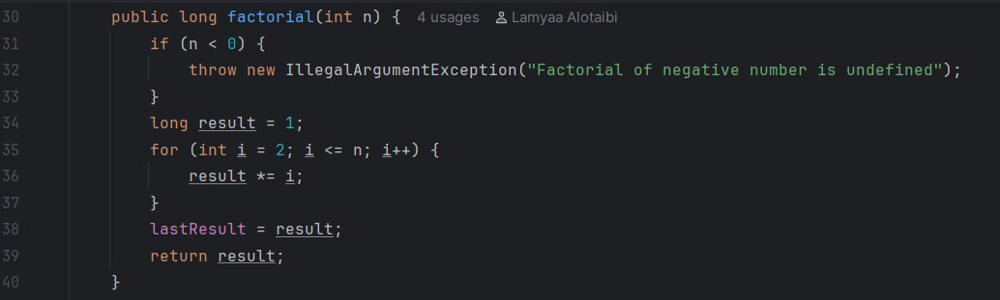 30 public long factorial(int n) { 4 usages Lamyaa Alotaibi
31 if (n < 0) {
32 throw new IllegalArgumentException("Factorial of negative number is undefined");
33 }
34 long result = 1;
35 for (int i = 2; i <= n; i++) {
36 result *= i;
37 }
38 lastResult = result;
39 return result;
40 }